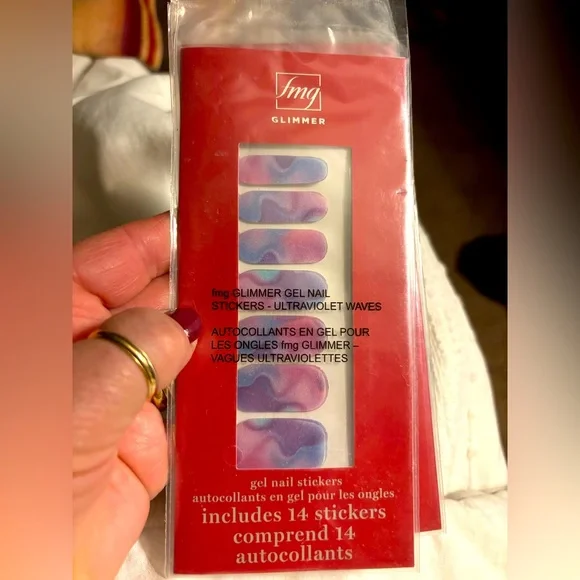 fmg
GLIMMER
fmg GLIMMER GEL NAIL
STICKERS - ULTRAVIOLET WAVES
AUTOCOLLANTS EN GEL POUR
LES ONGLES fmg GLIMMER –
VAGUES ULTRAVIOLETTES
gel nail stickers
autocollants en gel pour les ongles
includes 14 stickers
comprend 14
autocollants